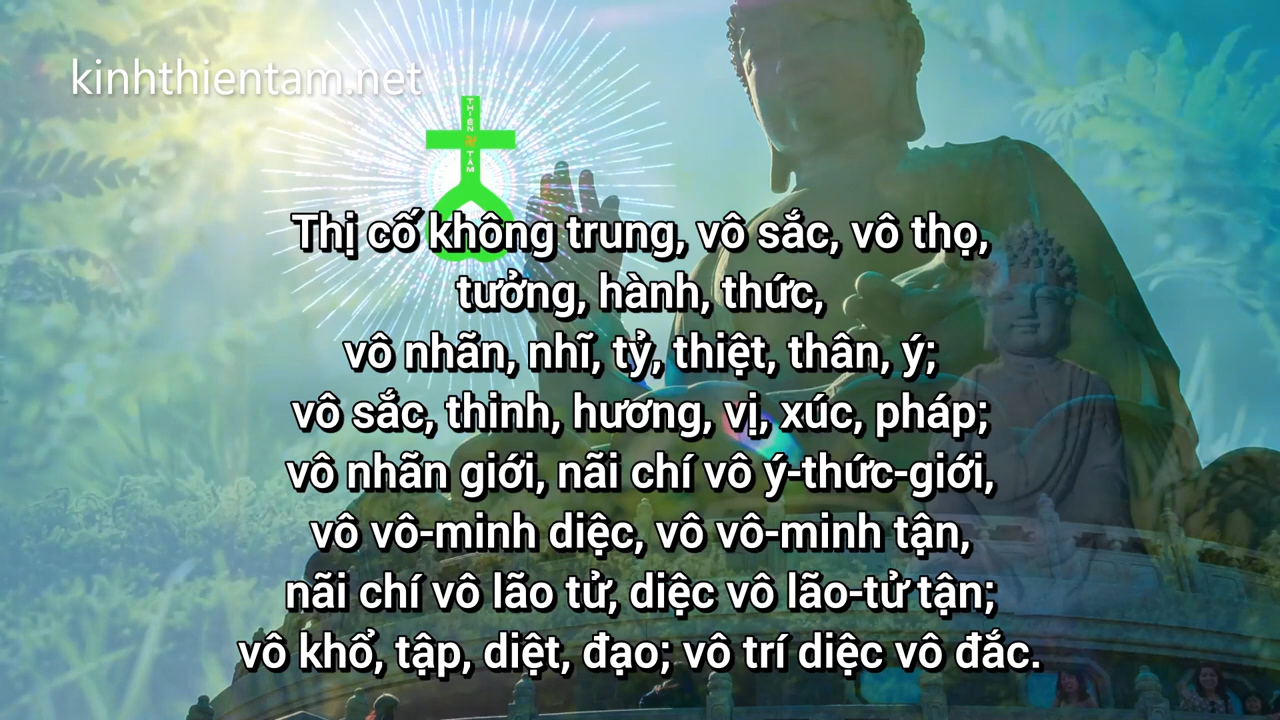 kinhthientam.net
THIÊN
TÂM
Thị cố không trung, vô sắc, vô thọ,
tưởng, hành, thức,
vô nhãn, nhĩ, tỷ, thiệt, thân, ý;
vô sắc, thinh, hương, vị, xúc, pháp;
vô nhãn giới, nãi chí vô ý-thức-giới,
vô vô-minh diệc, vô vô-minh tận,
nãi chí vô lão tử, diệc vô lão-tử tận;
vô khổ, tập, diệt, đạo; vô trí diệc vô đắc.